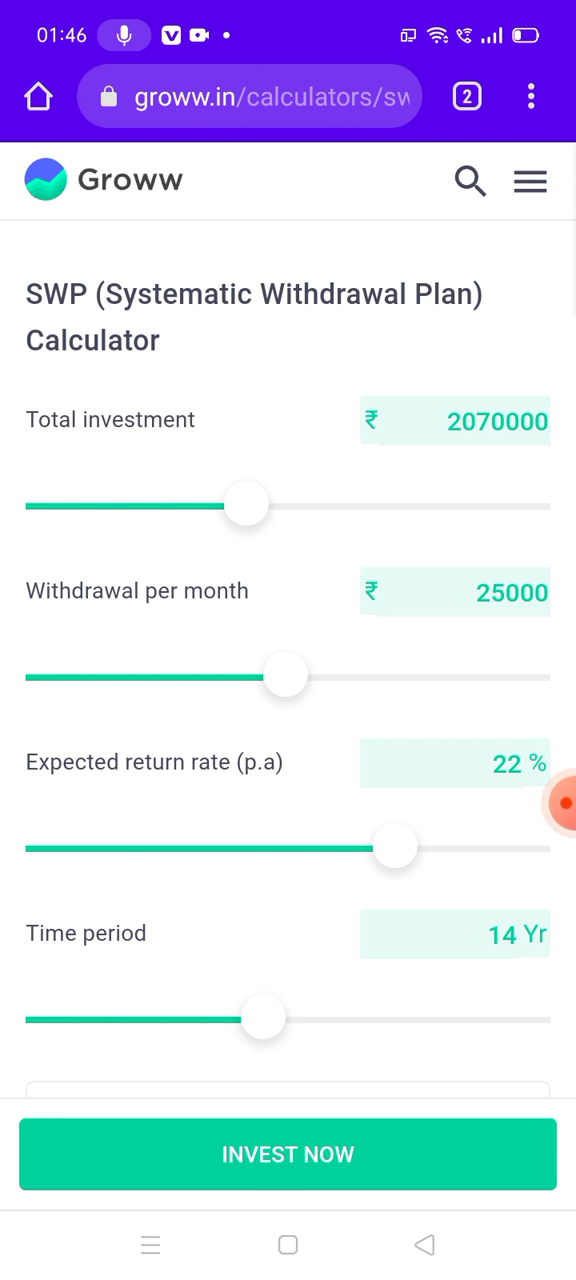 01:46
groww.in/calculators/sw
2
Groww
SWP (Systematic Withdrawal Plan)
Calculator
Total investment
₹ 2070000
Withdrawal per month
₹ 25000
Expected return rate (p.a)
22 %
Time period
14 Yr
INVEST NOW